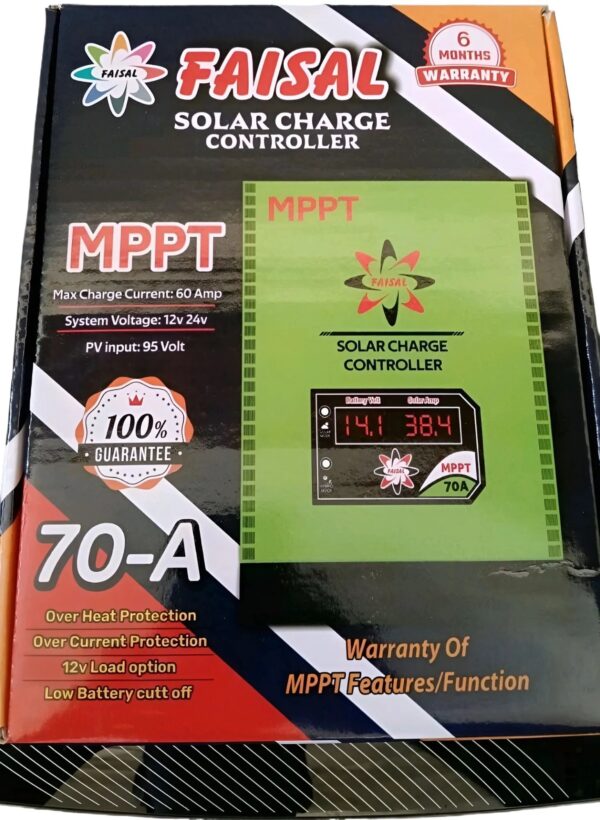 FAISAL
FAISAL
SOLAR CHARGE
CONTROLLER
6
MONTHS
WARRANTY
MPPT
Max Charge Current: 60 Amp
System Voltage: 12v 24v
PV input: 95 Volt
100%
GUARANTEE
70-A
Over Heat Protection
Over Current Protection
12v Load option
Low Battery cutt off
MPPT
FAISAL
SOLAR CHARGE
CONTROLLER
Battery Volt Solar Amp
14.1 38.4
FAISAL
MPPT
70A
Warranty Of
MPPT Features/Function